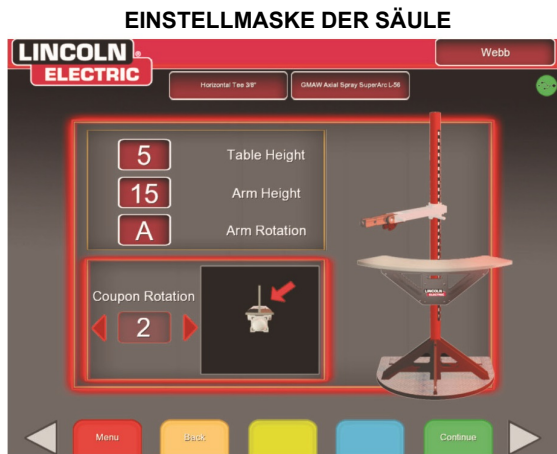 EINSTELLMASKE DER SÄULE
LINCOLN ®
ELECTRIC
Webb
Horizontal Tee 3/8"
GMAW Axial Spray SuperArc L-56
5 Table Height
15 Arm Height
A Arm Rotation
Coupon Rotation
2
LINCOLN
ELECTRIC
Menu
Back
Continue